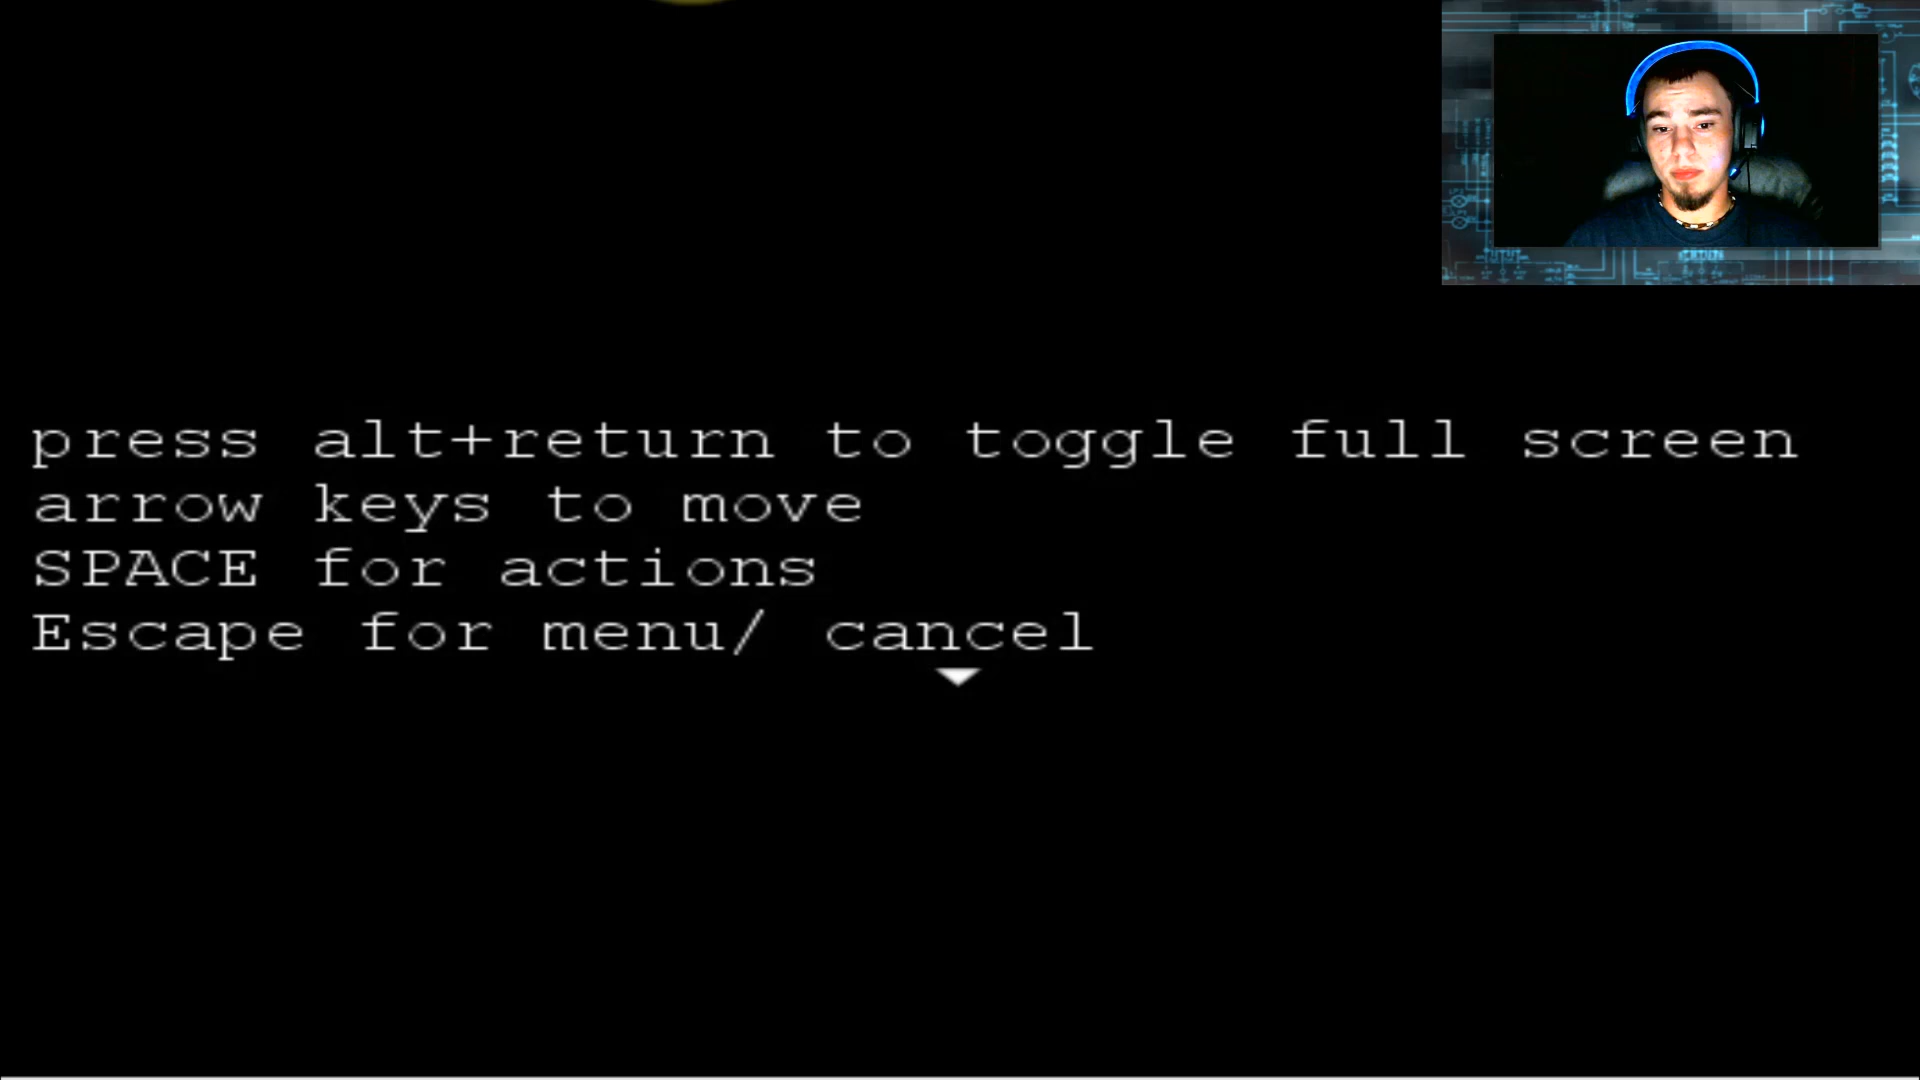 press alt+return to toggle full screen
arrow keys to move
SPACE for actions
Escape for menu/ cancel